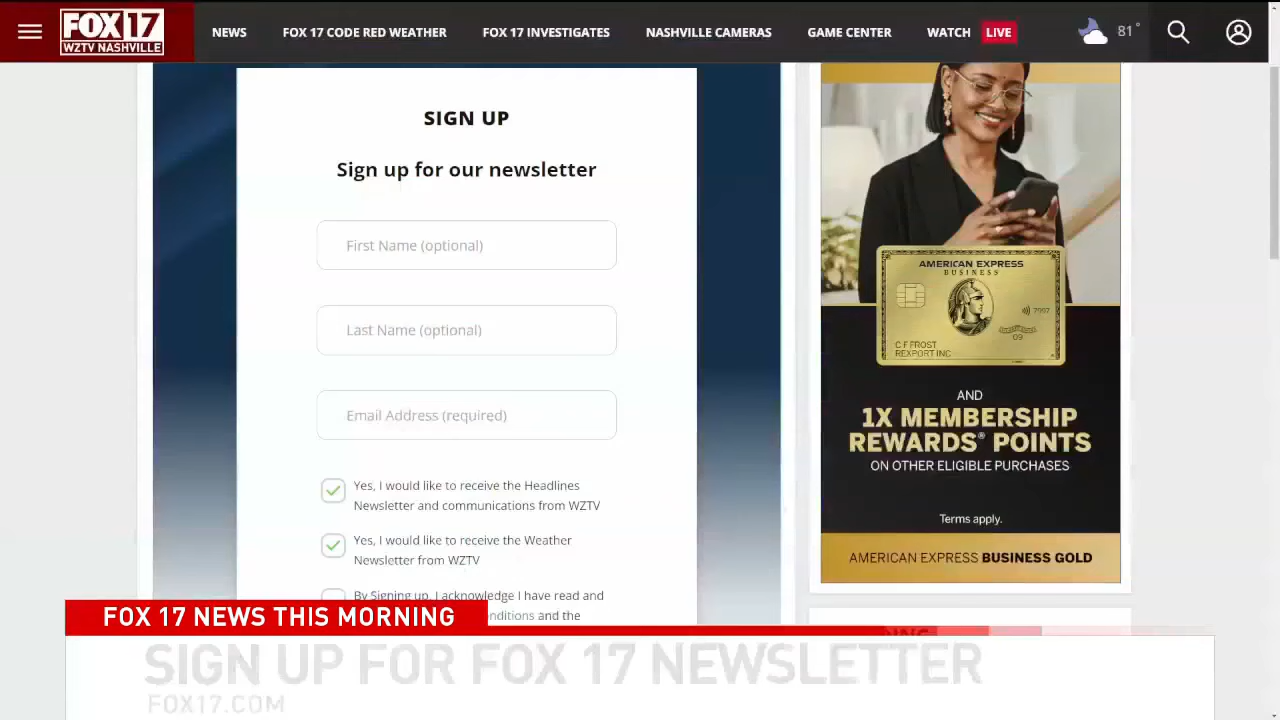 FOX 17
WZTV NASHVILLE
NEWS
FOX 17 CODE RED WEATHER
FOX 17 INVESTIGATES
NASHVILLE CAMERAS
GAME CENTER
WATCH
LIVE
81°
SIGN UP
Sign up for our newsletter
First Name (optional)
Last Name (optional)
Email Address (required)
Yes, I would like to receive the Headlines
Newsletter and communications from WZTV
Yes, I would like to receive the Weather
Newsletter from WZTV
By Signing up, I acknowledge I have read and
nditions and the
AMERICAN EXPRESS
BUSINESS
7997
09
C F FROST
REXPORT INC
AND
1X MEMBERSHIP
REWARDS® POINTS
ON OTHER ELIGIBLE PURCHASES
Terms apply.
AMERICAN EXPRESS BUSINESS GOLD
FOX 17 NEWS THIS MORNING
SIGN UP FOR FOX 17 NEWSLETTER
FOX17.COM